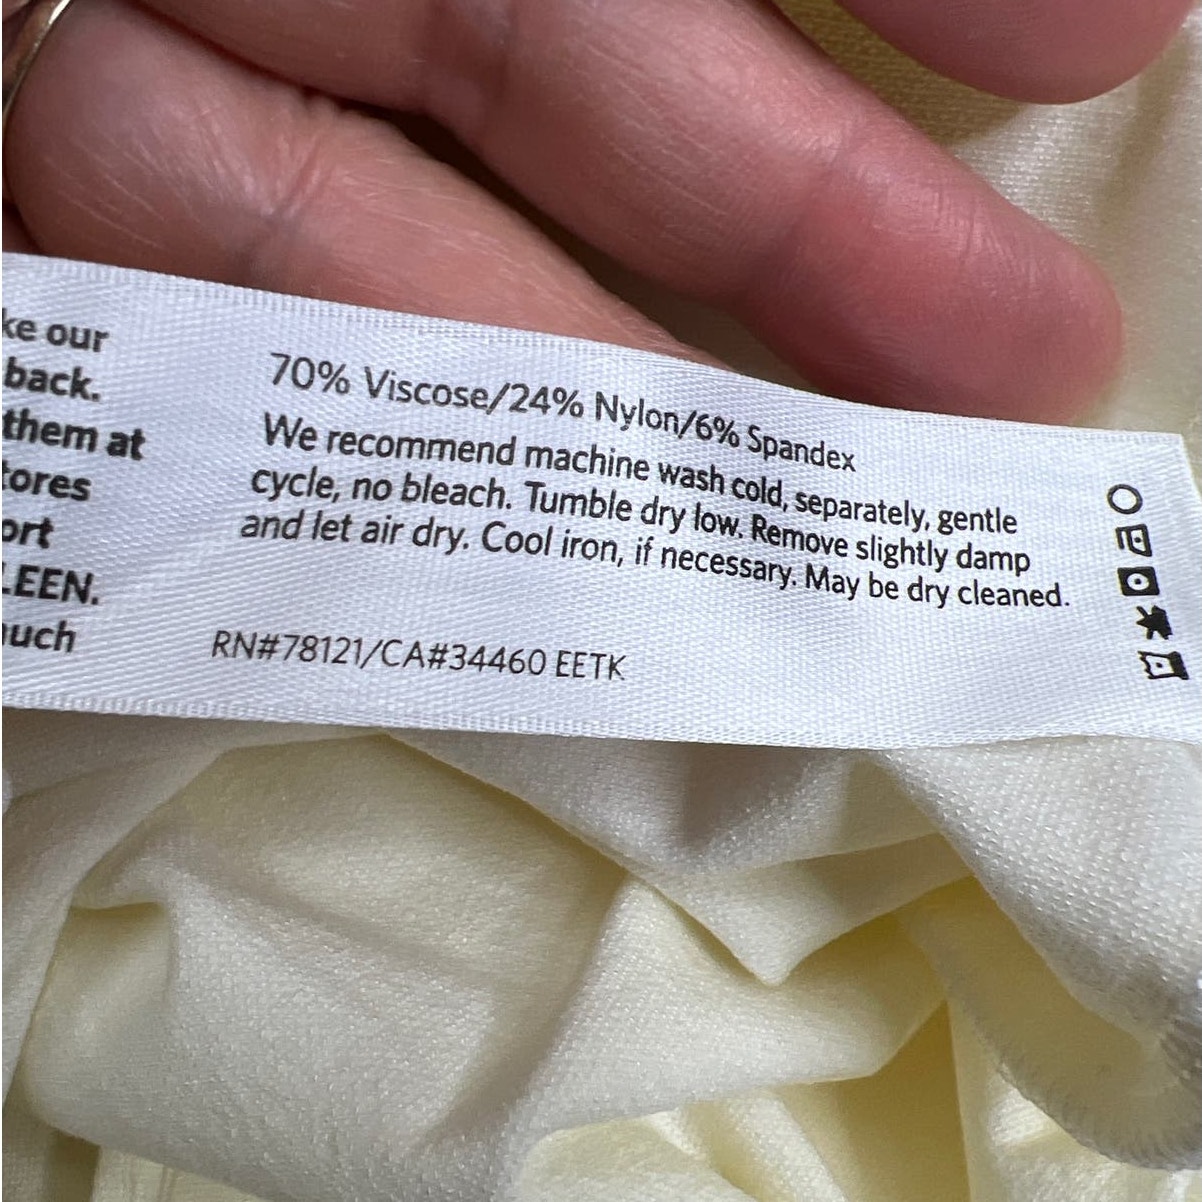 ke our
back.
them at
tores
ort
LEEN.
uch
70% Viscose/24% Nylon/6% Spandex
We recommend machine wash cold, separately, gentle
cycle, no bleach. Tumble dry low. Remove slightly damp
and let air dry. Cool iron, if necessary. May be dry cleaned.
RN#78121/CA#34460 EETK